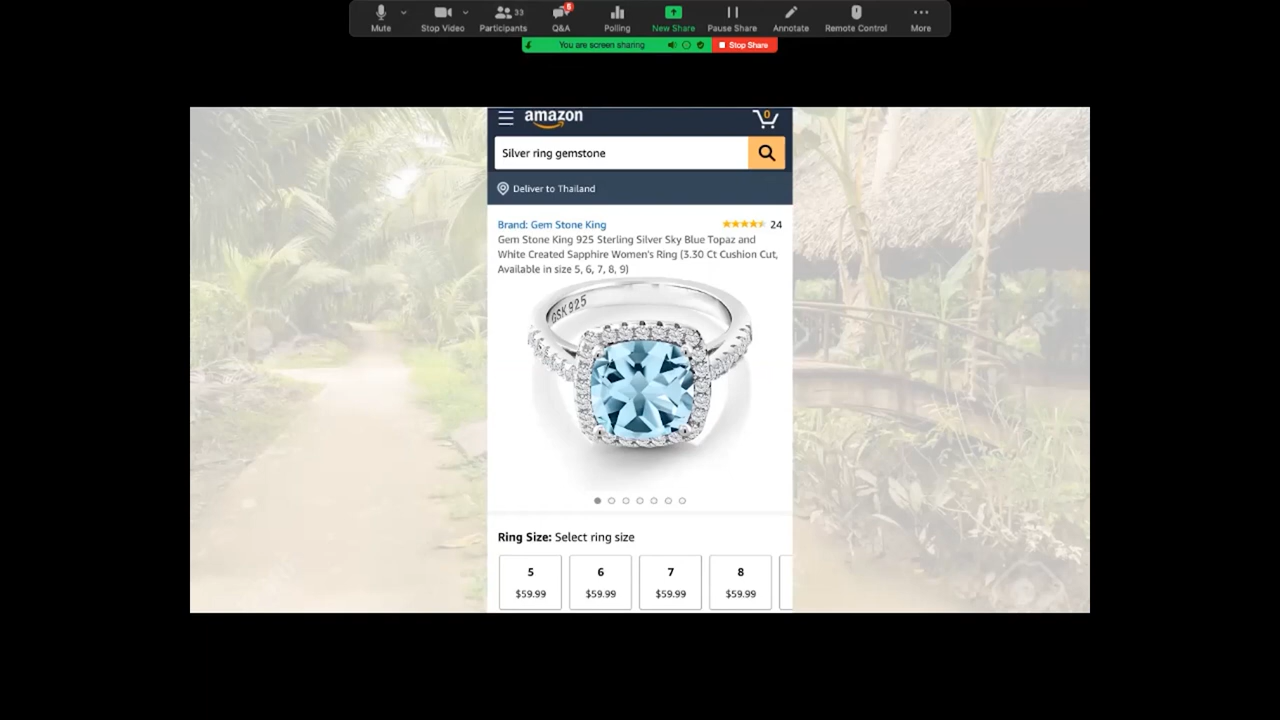 Mute
Stop Video
Participants
33
Q&A
Polling
New Share
Pause Share
Annotate
Remote Control
More
You are screen sharing
Stop Share
amazon
0
Silver ring gemstone
Deliver to Thailand
Brand: Gem Stone King
24
Gem Stone King 925 Sterling Silver Sky Blue Topaz and
White Created Sapphire Women's Ring (3.30 Ct Cushion Cut,
Available in size 5, 6, 7, 8, 9)
GSK 925
Ring Size: Select ring size
5 6 7 8
$59.99 $59.99 $59.99 $59.99